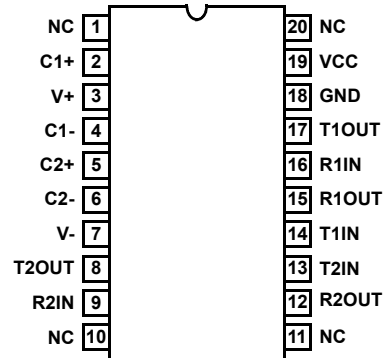 NC 1 20 NC
C1+ 2 19 VCC
V+ 3 18 GND
C1- 4 17 T1OUT
C2+ 5 16 R1IN
C2- 6 15 R1OUT
V- 7 14 T1IN
T2OUT 8 13 T2IN
R2IN 9 12 R2OUT
NC 10 11 NC